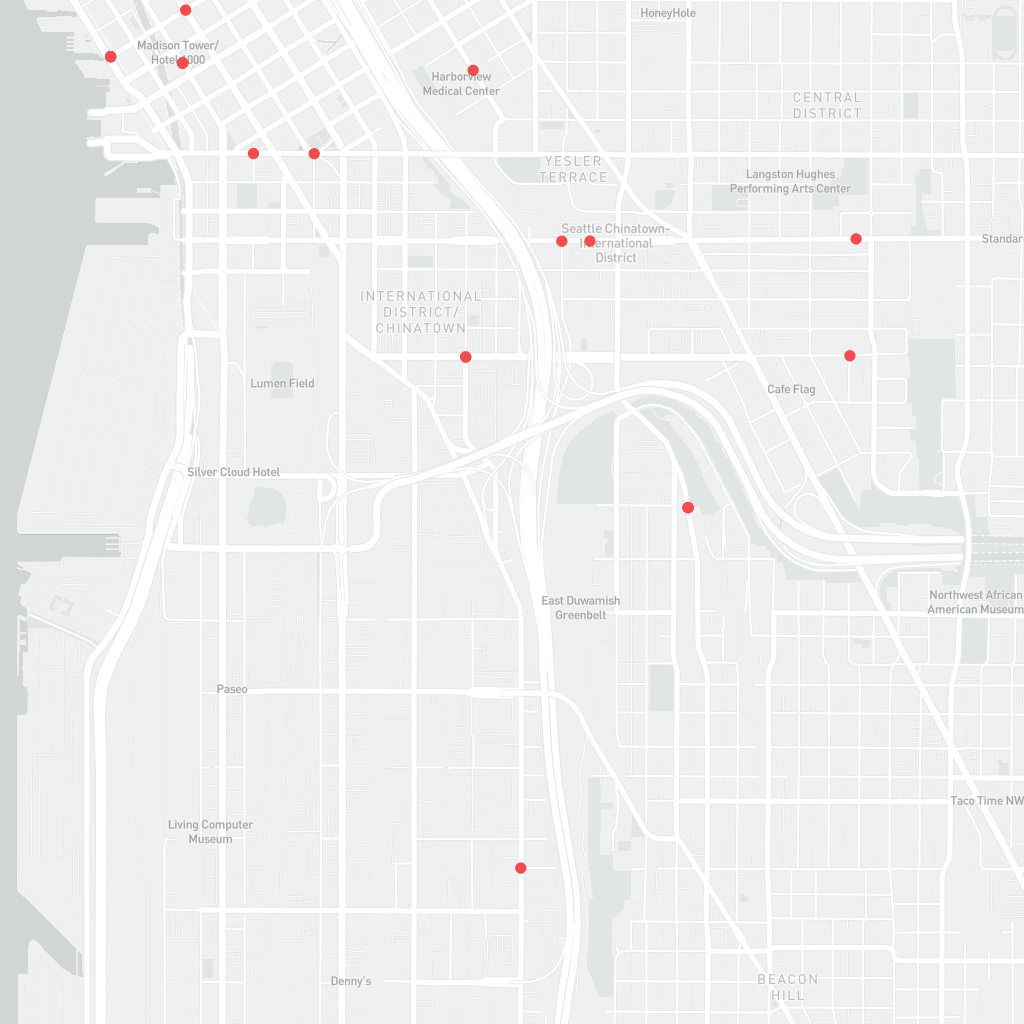 HoneyHole
Madison Tower/
Hotel 1000
Harborview
Medical Center
CENTRAL
DISTRICT
YESLER
TERRACE
Langston Hughes
Performing Arts Center
Seattle Chinatown-
International
District
Standar
INTERNATIONAL
DISTRICT/
CHINATOWN
Lumen Field
Cafe Flag
Silver Cloud Hotel
East Duwamish
Greenbelt
Northwest African
American Museum
Paseo
Taco Time NW
Living Computer
Museum
Denny's
BEACON
HILL